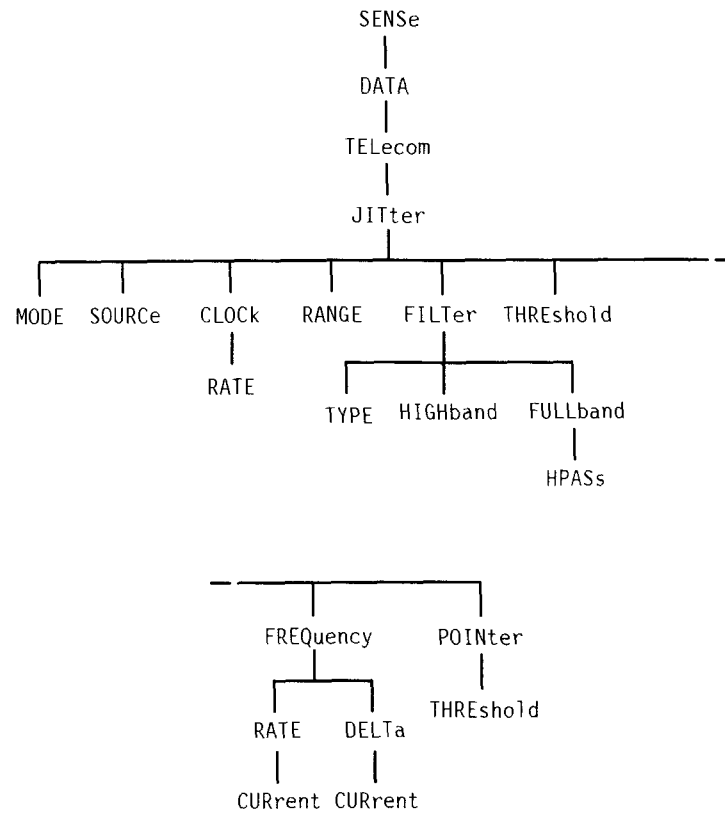 SENSe
DATA
TELecom
JITter
MODE SOURCe CLOCk RANGE FILTer THREshold
RATE
TYPE HIGHband FULLband
HPASs
FREQuency POINter
RATE DELTa THREshold
CURrent CURrent